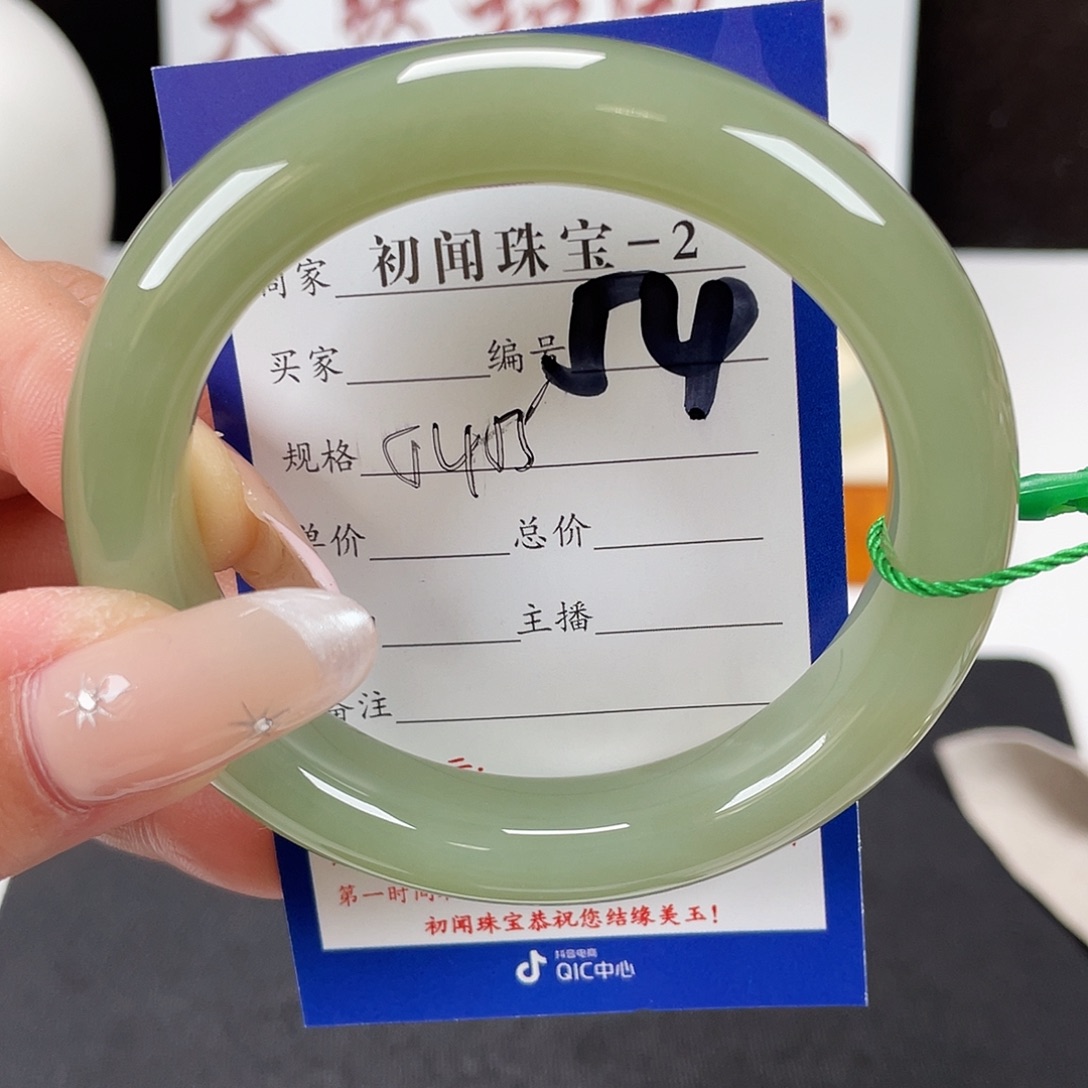 初闻珠宝-2
家
买家 编号 54
规格
单价 总价
主播
备注
第一时间
初闻珠宝恭祝您结缘美玉!
抖音电商
QIC中心